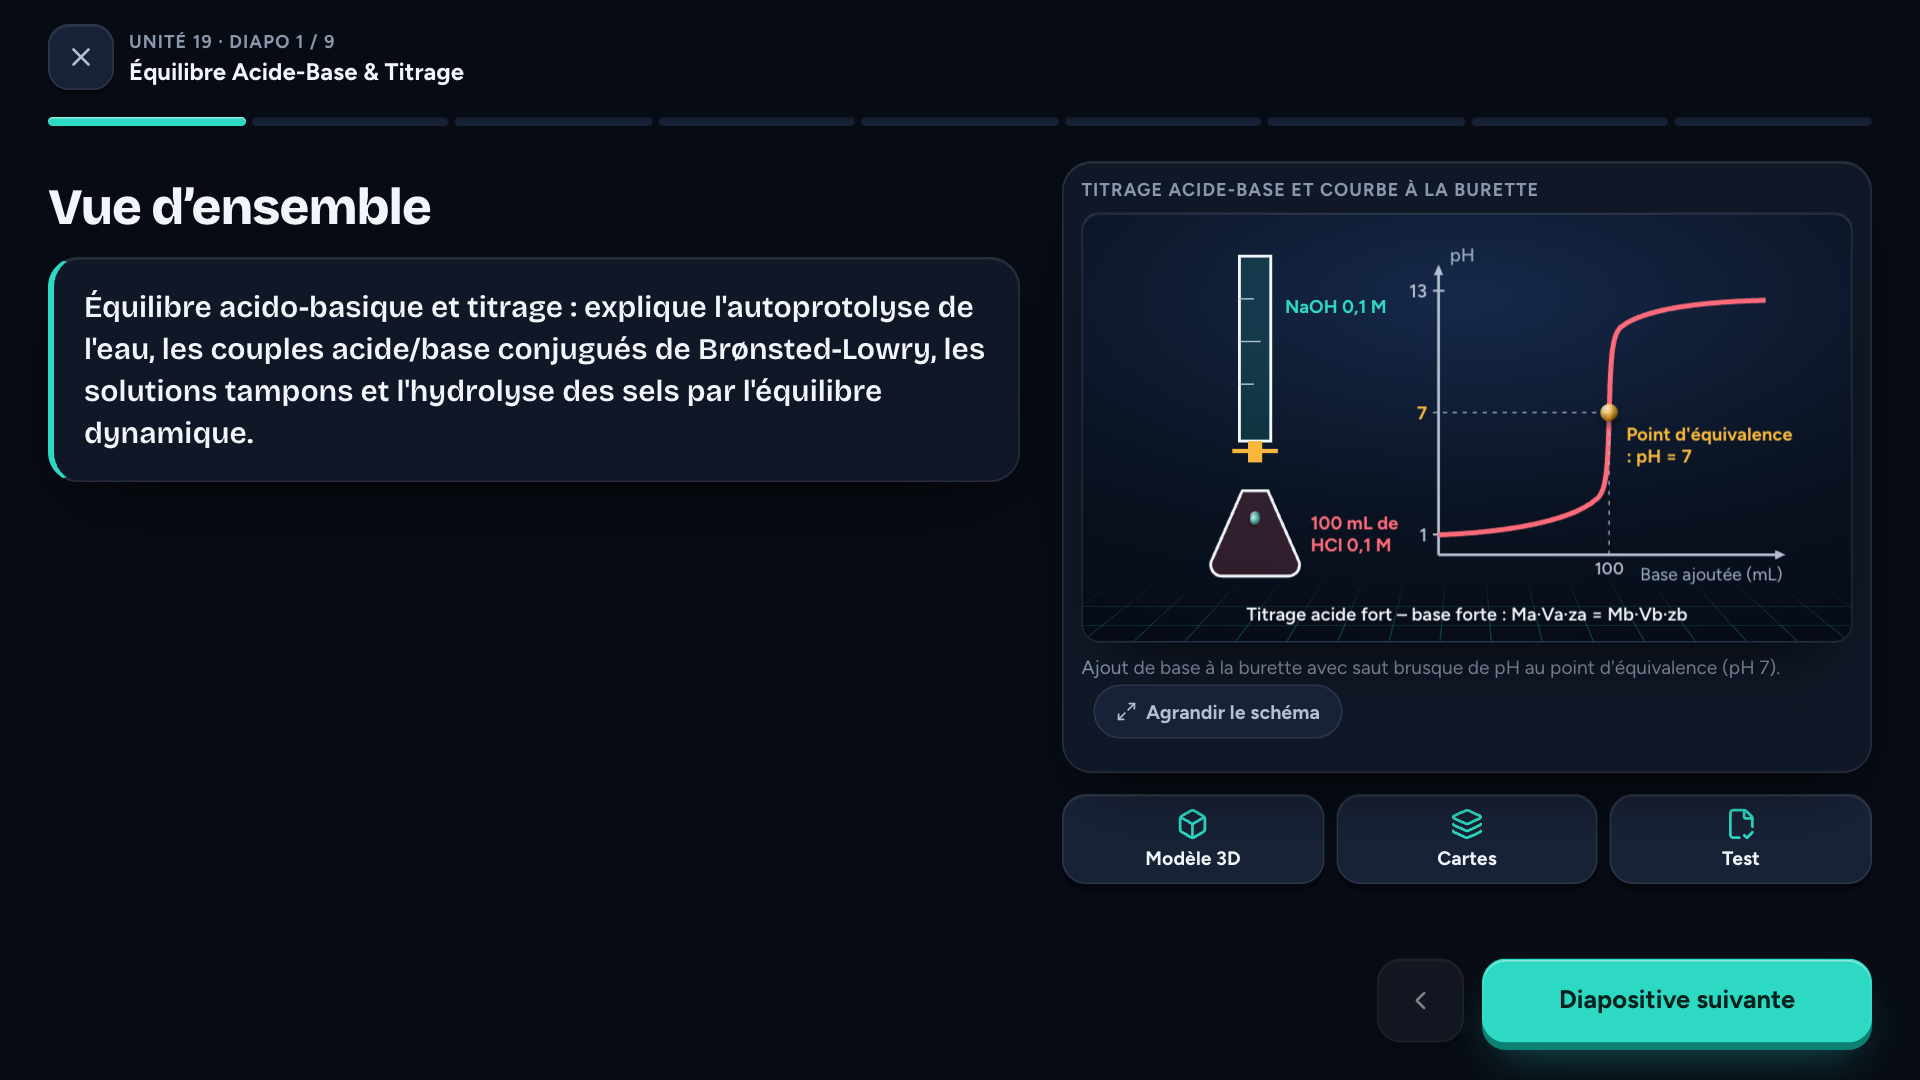 UNITÉ 19 · DIAPO 1 / 9
Équilibre Acide-Base & Titrage
Vue d’ensemble
Équilibre acido-basique et titrage : explique l'autoprotolyse de
l'eau, les couples acide/base conjugués de Brønsted-Lowry, les
solutions tampons et l'hydrolyse des sels par l'équilibre
dynamique.
TITRAGE ACIDE-BASE ET COURBE À LA BURETTE
pH
13
NaOH 0,1 M
7
Point d'équivalence
: pH = 7
100 mL de
HCl 0,1 M
1
100
Base ajoutée (mL)
Titrage acide fort – base forte : Ma·Va·za = Mb·Vb·zb
Ajout de base à la burette avec saut brusque de pH au point d'équivalence (pH 7).
Agrandir le schéma
Modèle 3D
Cartes
Test
Diapositive suivante